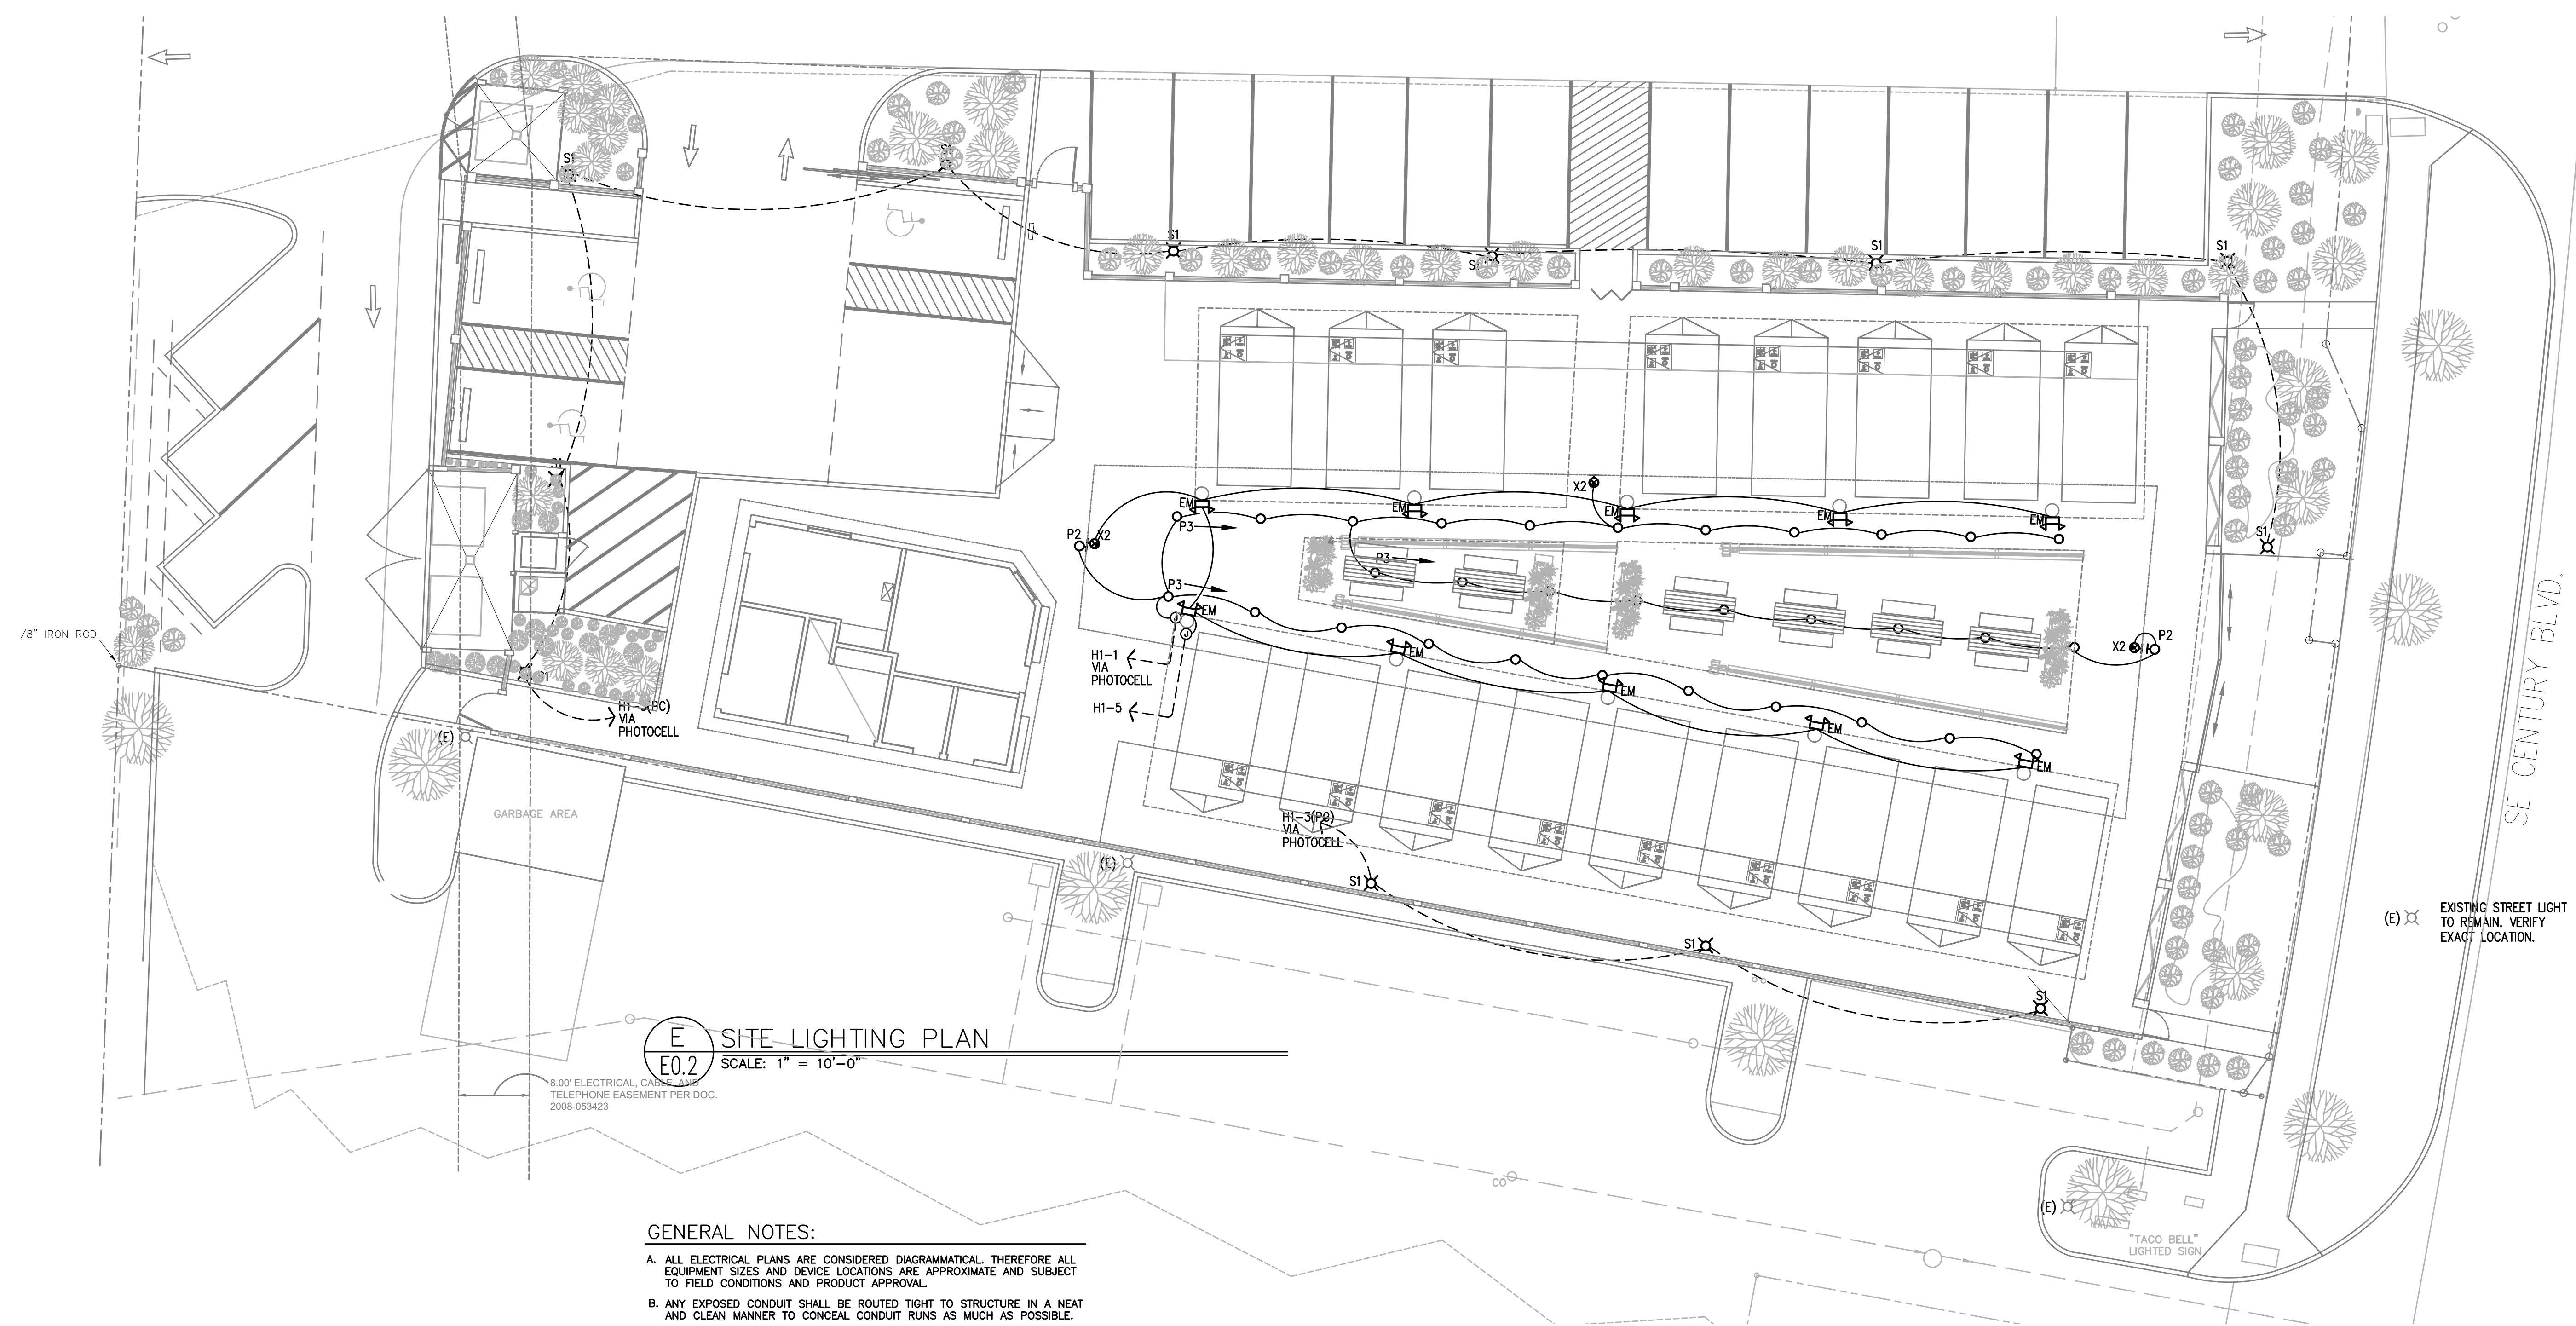 S1
S1
S1
S1
S1
S1
S1
S1
S1
X2
EM
EM
EM
EM
EM
P3
P2
X2
P3
P3
EM
J
J
EM
EM
EM
EM
X2
P2
H1-1
VIA
PHOTOCELL
H1-5
/8" IRON ROD
VIA
PHOTOCELL
(E)
GARBAGE AREA
(E)
H1-3(PC)
VIA
PHOTOCELL
S1
S1
S1
SE CENTURY BLVD.
(E)
EXISTING STREET LIGHT
TO REMAIN. VERIFY
EXACT LOCATION.
E
E0.2
SITE LIGHTING PLAN
SCALE: 1" = 10'-0"
8.00' ELECTRICAL, CABLE, AND
TELEPHONE EASEMENT PER DOC.
2008-053423
CO
(E)
"TACO BELL"
LIGHTED SIGN
GENERAL NOTES:
A. ALL ELECTRICAL PLANS ARE CONSIDERED DIAGRAMMATICAL. THEREFORE ALL
EQUIPMENT SIZES AND DEVICE LOCATIONS ARE APPROXIMATE AND SUBJECT
TO FIELD CONDITIONS AND PRODUCT APPROVAL.
B. ANY EXPOSED CONDUIT SHALL BE ROUTED TIGHT TO STRUCTURE IN A NEAT
AND CLEAN MANNER TO CONCEAL CONDUIT RUNS AS MUCH AS POSSIBLE.